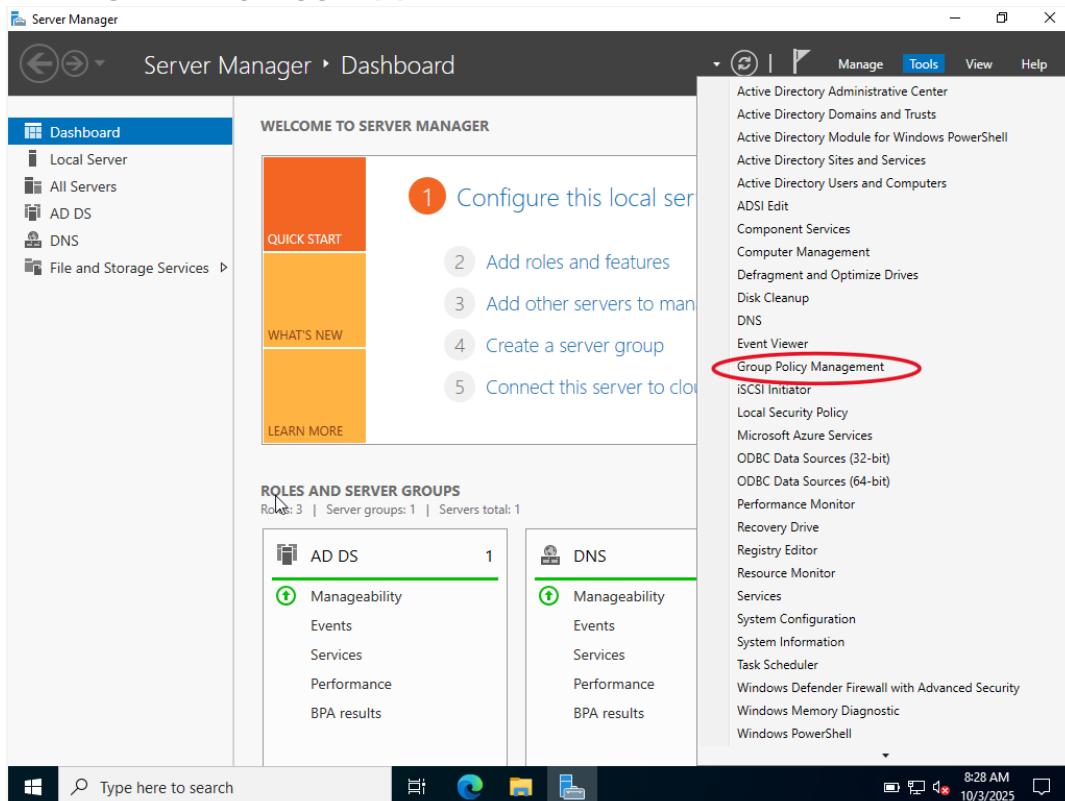 Server Manager
Server Manager • Dashboard
Manage Tools View Help
Dashboard
Local Server
All Servers
AD DS
DNS
File and Storage Services
WELCOME TO SERVER MANAGER
QUICK START
WHAT'S NEW
LEARN MORE
1 Configure this local ser
2 Add roles and features
3 Add other servers to man
4 Create a server group
5 Connect this server to clou
ROLES AND SERVER GROUPS
Roles: 3 | Server groups: 1 | Servers total: 1
AD DS 1
Manageability
Events
Services
Performance
BPA results
DNS
Manageability
Events
Services
Performance
BPA results
Active Directory Administrative Center
Active Directory Domains and Trusts
Active Directory Module for Windows PowerShell
Active Directory Sites and Services
Active Directory Users and Computers
ADSI Edit
Component Services
Computer Management
Defragment and Optimize Drives
Disk Cleanup
DNS
Event Viewer
Group Policy Management
iSCSI Initiator
Local Security Policy
Microsoft Azure Services
ODBC Data Sources (32-bit)
ODBC Data Sources (64-bit)
Performance Monitor
Recovery Drive
Registry Editor
Resource Monitor
Services
System Configuration
System Information
Task Scheduler
Windows Defender Firewall with Advanced Security
Windows Memory Diagnostic
Windows PowerShell
Type here to search
8:28 AM
10/3/2025